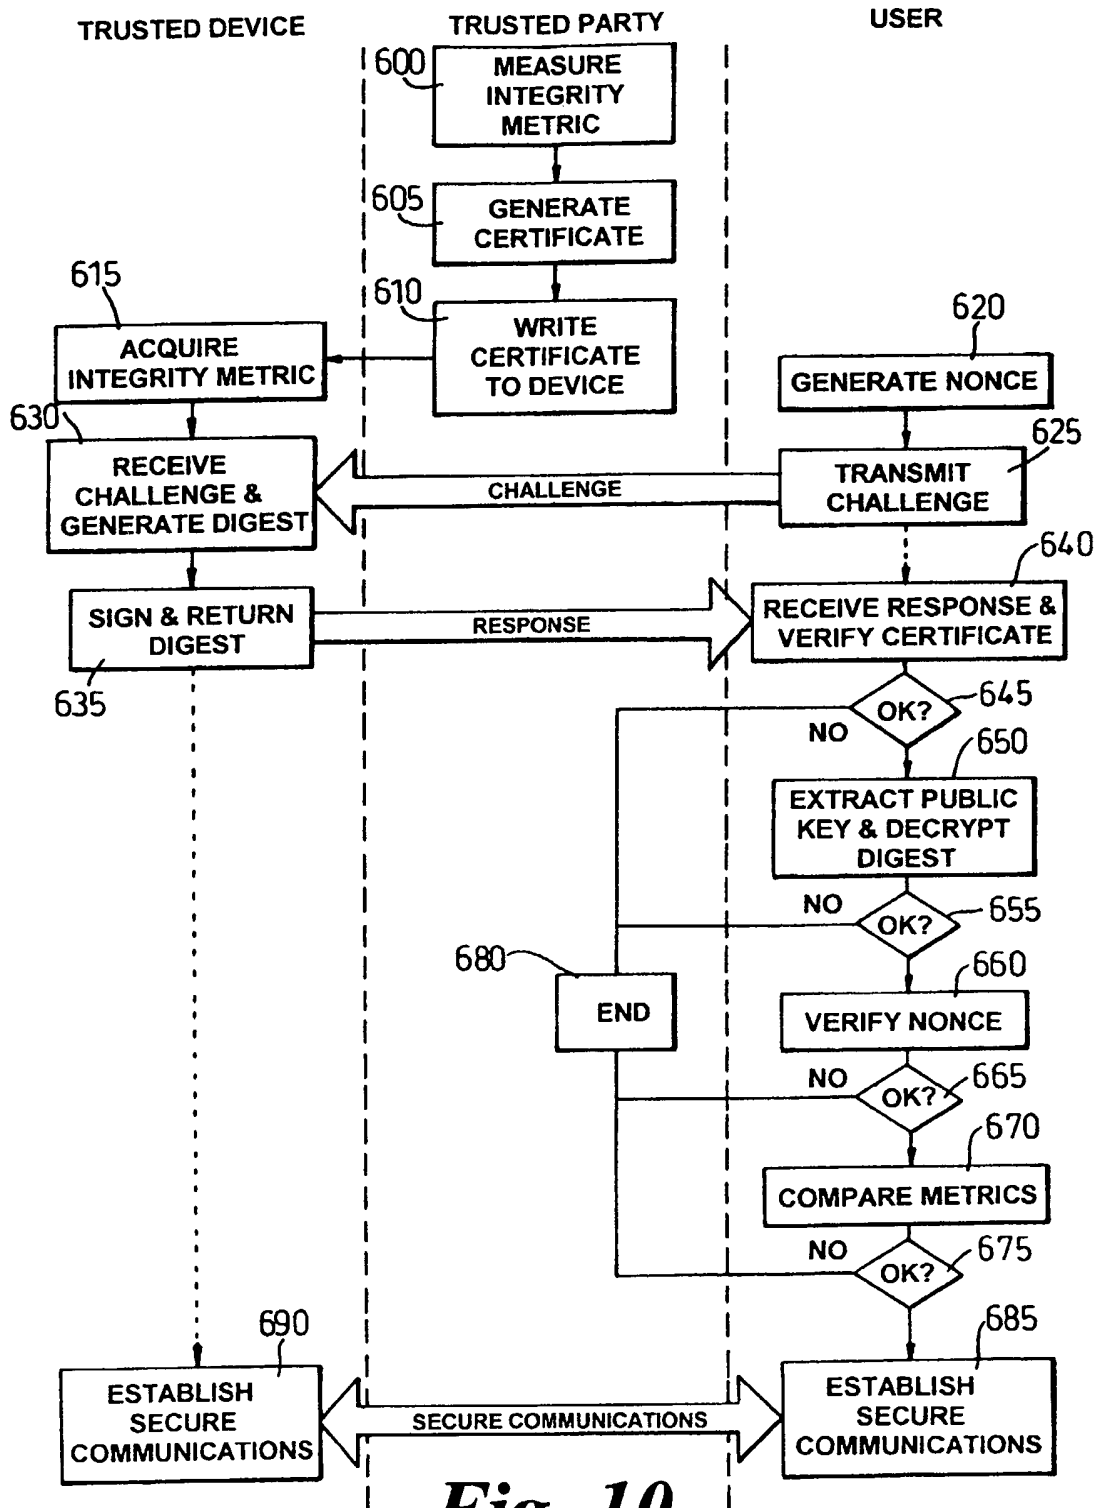 TRUSTED DEVICE
TRUSTED PARTY
USER
600
MEASURE
INTEGRITY
METRIC
605
GENERATE
CERTIFICATE
610
WRITE
CERTIFICATE
TO DEVICE
615
ACQUIRE
INTEGRITY METRIC
620
GENERATE NONCE
625
TRANSMIT
CHALLENGE
CHALLENGE
630
RECEIVE
CHALLENGE &
GENERATE DIGEST
635
SIGN & RETURN
DIGEST
RESPONSE
640
RECEIVE RESPONSE &
VERIFY CERTIFICATE
OK?
645
NO
650
EXTRACT PUBLIC
KEY & DECRYPT
DIGEST
NO
OK?
655
680
END
660
VERIFY NONCE
NO
OK?
665
670
COMPARE METRICS
NO
OK?
675
690
ESTABLISH
SECURE
COMMUNICATIONS
SECURE COMMUNICATIONS
685
ESTABLISH
SECURE
COMMUNICATIONS
Fig. 10